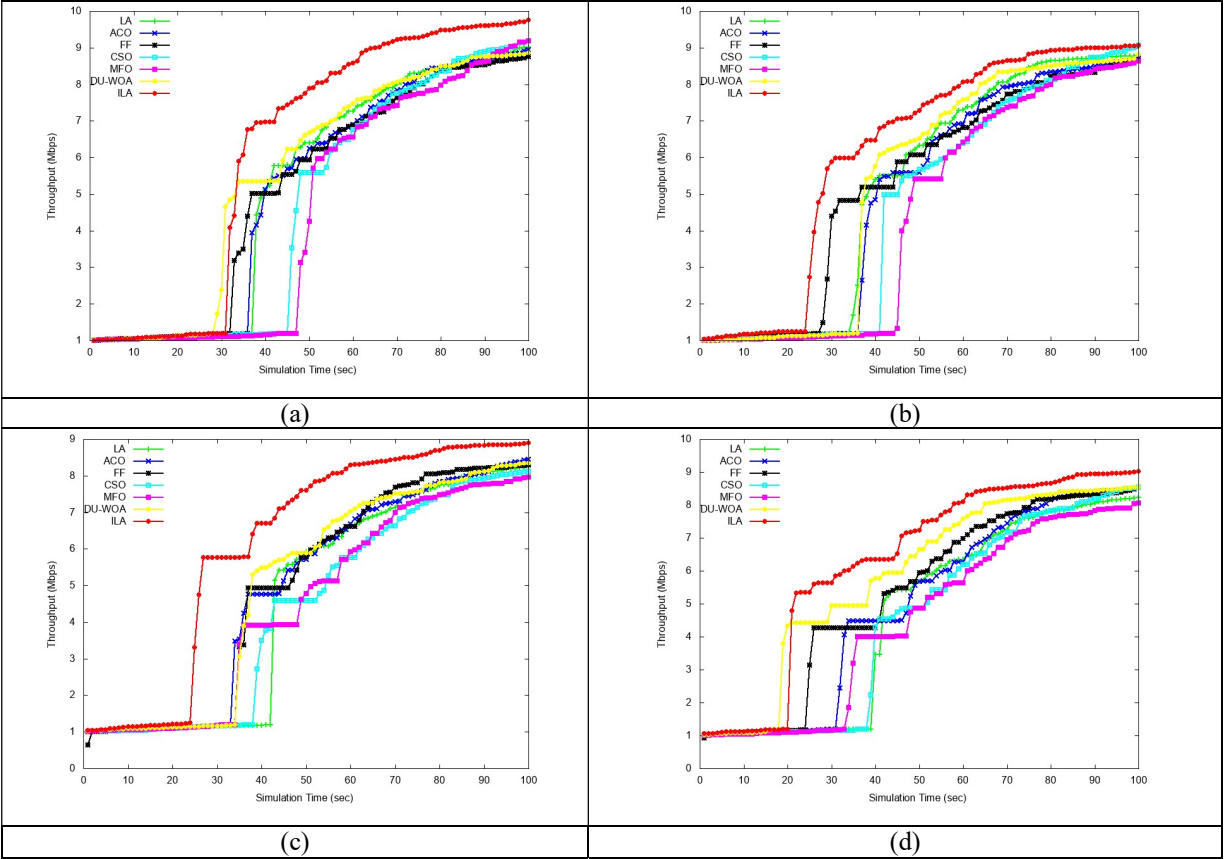 10
9
8
7
6
5
4
3
2
1
Throughput (Mbps)
LA
ACO
FF
CSO
MFO
DU-WOA
ILA
0 10 20 30 40 50 60 70 80 90 100
Simulation Time (sec)
(a)
10
9
8
7
6
5
4
3
2
1
Throughput (Mbps)
LA
ACO
FF
CSO
MFO
DU-WOA
ILA
0 10 20 30 40 50 60 70 80 90 100
Simulation Time (sec)
(b)
9
8
7
6
5
4
3
2
1
0
Throughput (Mbps)
LA
ACO
FF
CSO
MFO
DU-WOA
ILA
0 10 20 30 40 50 60 70 80 90 100
Simulation Time (sec)
(c)
10
9
8
7
6
5
4
3
2
1
0
Throughput (Mbps)
LA
ACO
FF
CSO
MFO
DU-WOA
ILA
0 10 20 30 40 50 60 70 80 90 100
Simulation Time (sec)
(d)